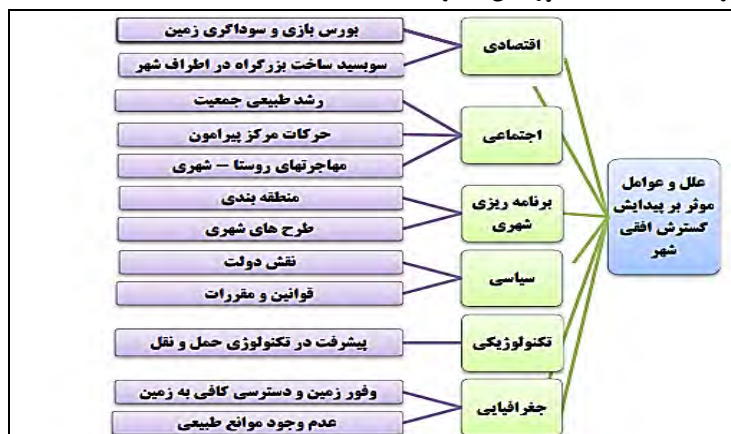 علل و عوامل
موثر بر پیدایش
گسترش افقی
شهر
اقتصادی
بورس بازی و سوداگری زمین
سوبسید ساخت بزرگراه در اطراف شهر
اجتماعی
رشد طبیعی جمعیت
حرکات مرکز پیرامون
مهاجرتهای روستا – شهری
برنامه ریزی
شهری
منطقه بندی
طرح های شهری
سیاسی
نقش دولت
قوانین و مقررات
تکنولوژیکی
پیشرفت در تکنولوژی حمل و نقل
جغرافیایی
وفور زمین و دسترسی کافی به زمین
عدم وجود موانع طبیعی